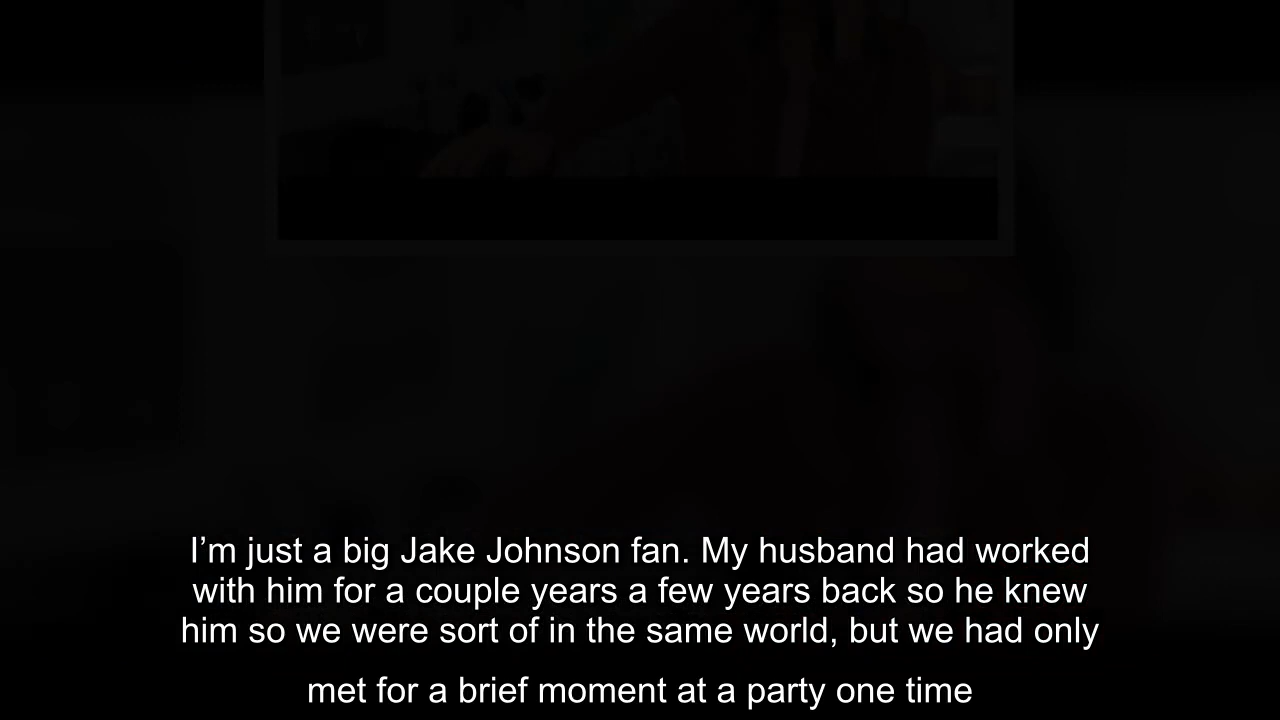 I’m just a big Jake Johnson fan. My husband had worked
with him for a couple years a few years back so he knew
him so we were sort of in the same world, but we had only
met for a brief moment at a party one time